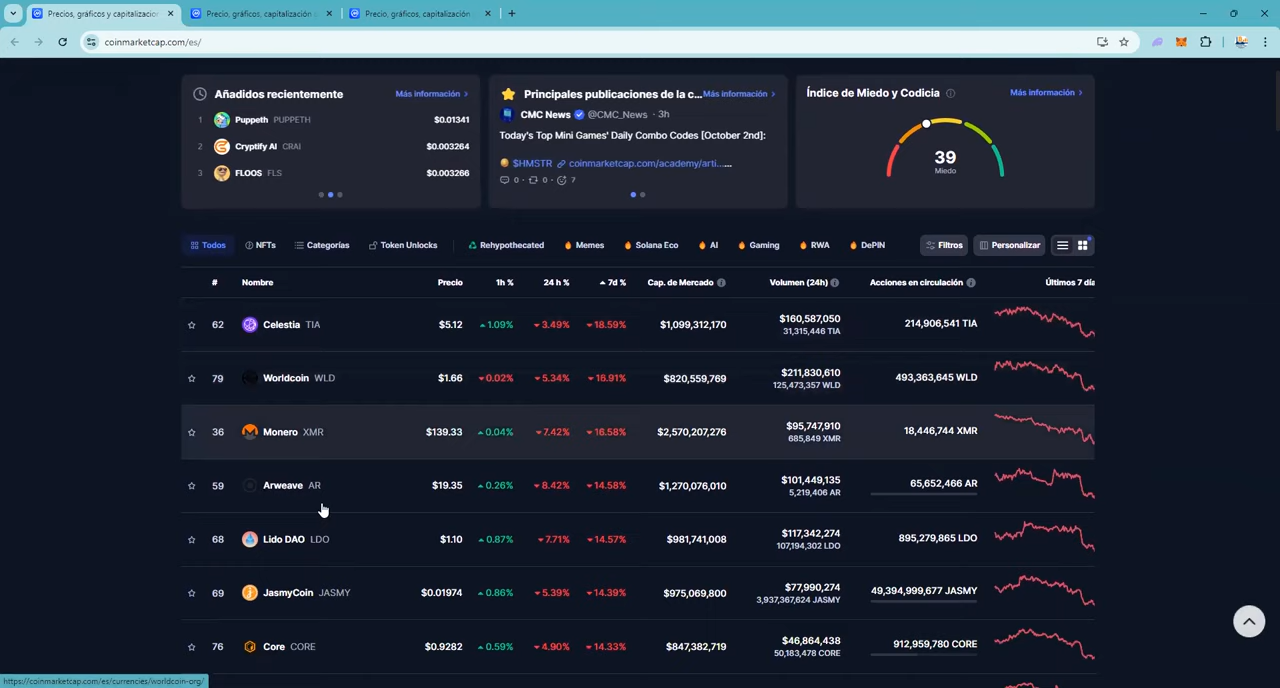 Precios, gráficos y capitalizacion
Precio, gráficos, capitalización
Precio, gráficos, capitalización
coinmarketcap.com/es/
Añadidos recientemente
Más información >
1 Puppeth PUPPETH $0.01341
2 Cryptify AI CRAI $0.003264
3 FLOOS FLS $0.003266
Principales publicaciones de la c... Más información >
CMC News @CMC_News · 3h
Today's Top Mini Games' Daily Combo Codes [October 2nd]:
$HMSTR coinmarketcap.com/academy/arti... ...
0 · 0 · 7
Índice de Miedo y Codicia
Más información >
39
Miedo
Todos NFTs Categorías Token Unlocks Rehypothecated Memes Solana Eco AI Gaming RWA DePIN Filtros Personalizar
# Nombre Precio 1h % 24 h % 7d % Cap. de Mercado Volumen (24h) Acciones en circulación Últimos 7 día
62 Celestia TIA $5.12 1.09% 3.49% 18.59% $1,099,312,170 $160,587,050 214,906,541 TIA
31,315,446 TIA
79 Worldcoin WLD $1.66 0.02% 5.34% 16.91% $820,559,769 $211,830,610 493,363,645 WLD
125,473,357 WLD
36 Monero XMR $139.33 0.04% 7.42% 16.58% $2,570,207,276 $95,747,910 18,446,744 XMR
685,849 XMR
59 Arweave AR $19.35 0.26% 8.42% 14.58% $1,270,076,010 $101,449,135 65,652,466 AR
5,219,406 AR
68 Lido DAO LDO $1.10 0.87% 7.71% 14.57% $981,741,008 $117,342,274 895,279,865 LDO
107,194,302 LDO
69 JasmyCoin JASMY $0.01974 0.86% 5.39% 14.39% $975,069,800 $77,990,274 49,394,999,677 JASMY
3,937,367,624 JASMY
76 Core CORE $0.9282 0.59% 4.90% 14.33% $847,382,719 $46,864,438 912,959,780 CORE
50,183,478 CORE
https://coinmarketcap.com/es/currencies/worldcoin-org/